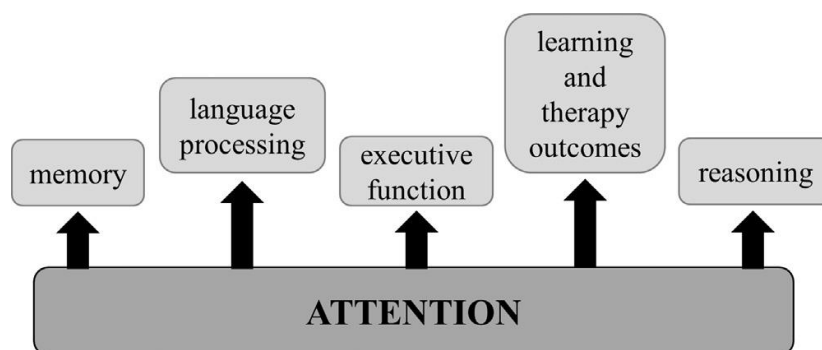 memory
language
processing
executive
function
learning
and
therapy
outcomes
reasoning
ATTENTION